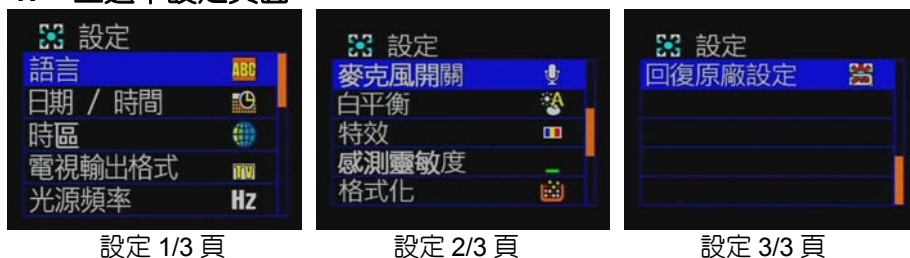 設定
語言 ABC
日期 / 時間
時區
電視輸出格式 TV
光源頻率 Hz
設定 1/3 頁
設定
麥克風開關
白平衡 A
特效
感測靈敏度
格式化
設定 2/3 頁
設定
回復原廠設定
設定 3/3 頁